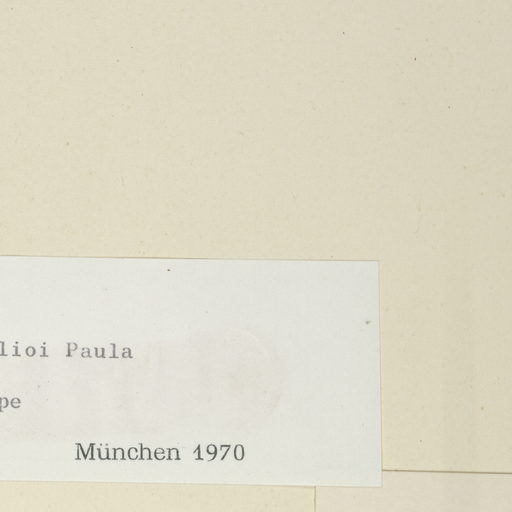 lioi Paula
pe
München 1970